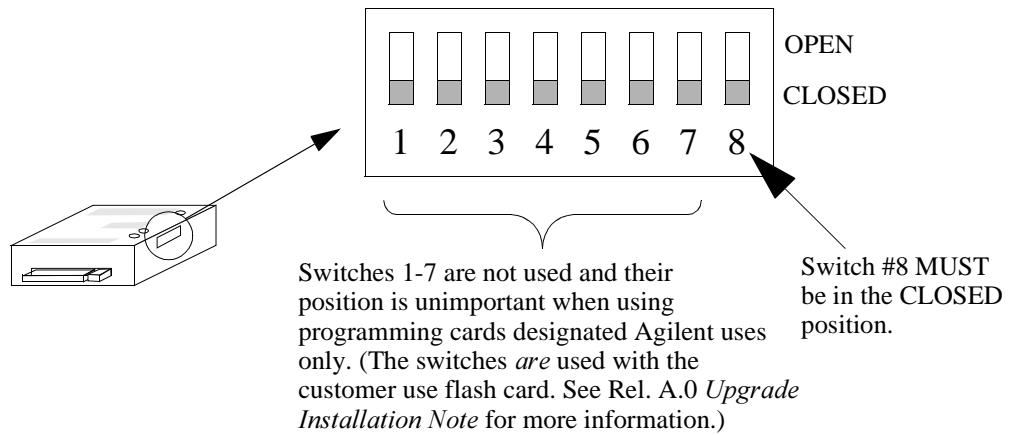 OPEN
CLOSED
1 2 3 4 5 6 7 8
Switches 1-7 are not used and their
position is unimportant when using
programming cards designated Agilent uses
only. (The switches are used with the
customer use flash card. See Rel. A.0 Upgrade
Installation Note for more information.)
Switch #8 MUST
be in the CLOSED
position.